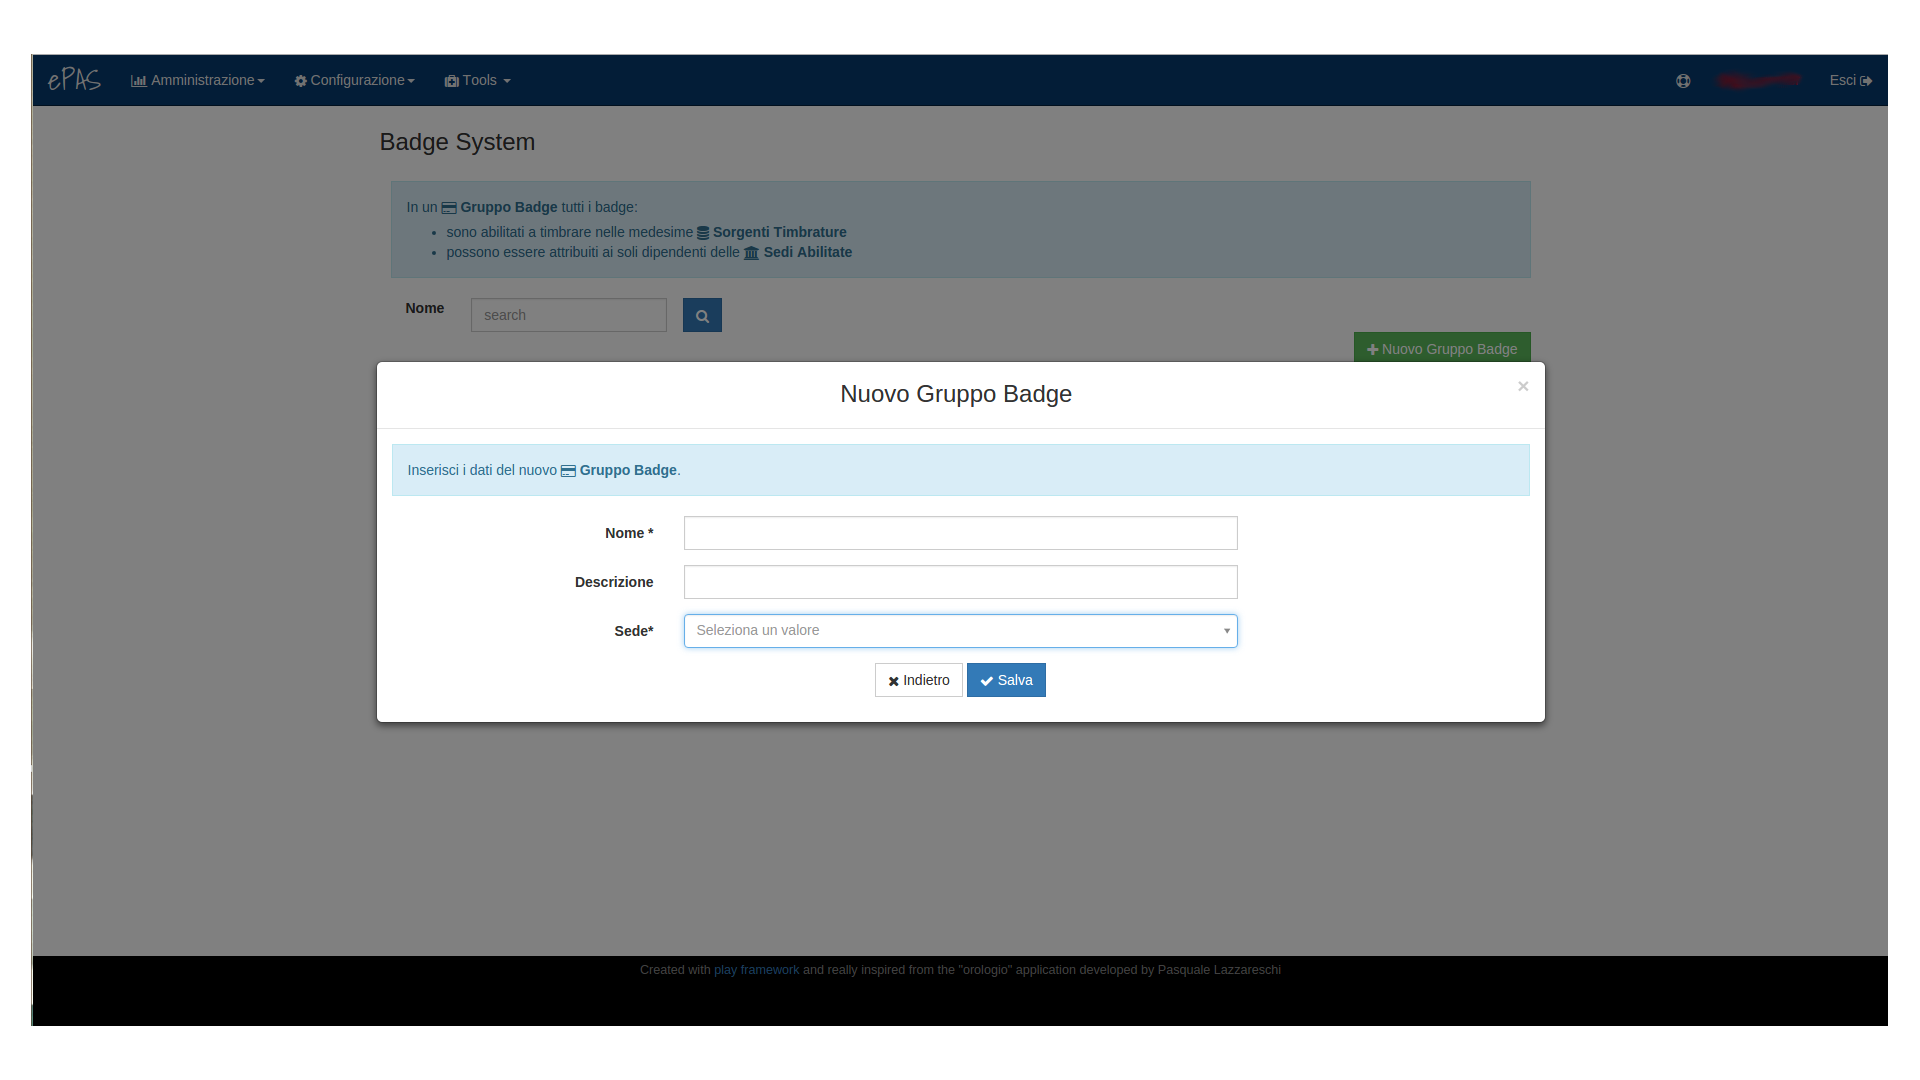 ePAS Amministrazione Configurazione Tools Esci
Badge System
In un Gruppo Badge tutti i badge:
• sono abilitati a timbrare nelle medesime Sorgenti Timbrature
• possono essere attribuiti ai soli dipendenti delle Sedi Abilitate
Nome search
Nuovo Gruppo Badge
Nuovo Gruppo Badge ×
Inserisci i dati del nuovo Gruppo Badge.
Nome *
Descrizione
Sede* Seleziona un valore
Indietro Salva
Created with play framework and really inspired from the "orologio" application developed by Pasquale Lazzareschi